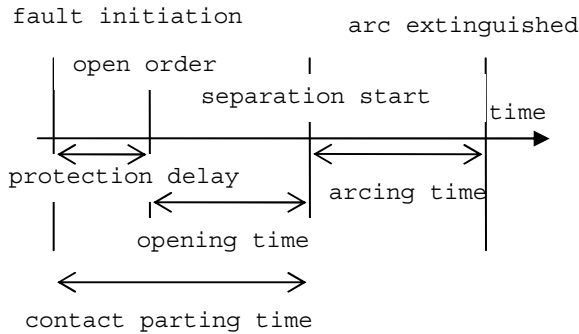 fault initiation
arc extinguished
open order
separation start
time
protection delay
arcing time
opening time
contact parting time